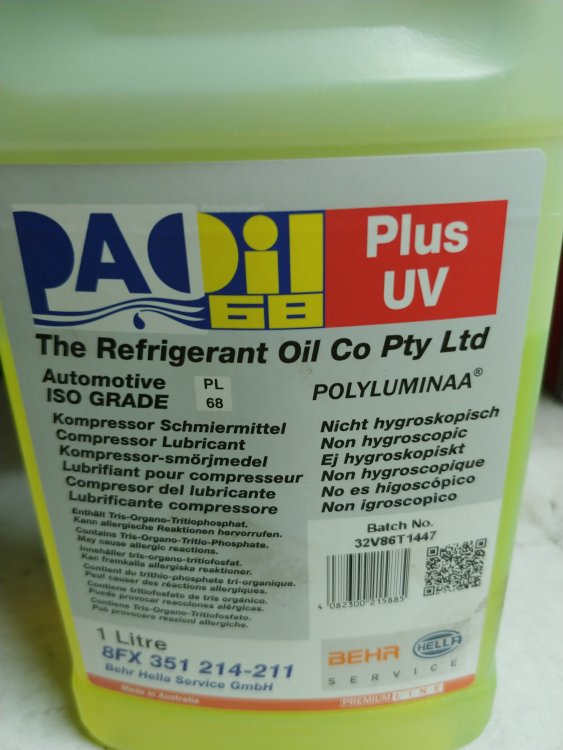 PAOil 68
Plus
UV
The Refrigerant Oil Co Pty Ltd
Automotive
ISO GRADE
PL
68
POLYLUMINAA®
Kompressor Schmiermittel
Compressor Lubricant
Kompressor-smörjmedel
Lubrifiant pour compresseur
Compresor del lubricante
Lubrificante compressore
Nicht hygroskopisch
Non hygroscopic
Ej hygroskopiskt
Non hygroscopique
No es higoscópico
Non igroscopico
Enthält Tris-Organo-Tritiophosphat.
Kann allergische Reaktionen hervorrufen.
Contains Tris-Organo-Tritio-Phosphate.
May cause allergic reactions.
Innehåller tris-organo-tritiofosfat.
Kan framkalla allergiska reaktioner.
Contient du trithio-phosphate tri-organique.
Peut causer des réactions allergiques.
Contiene tritiofosfato de tris orgánico.
Puede provocar reacciones alérgicas.
Contiene Tris-Organo-Tritiofosfato.
Può provocare reazioni allergiche.
Batch No.
32V86T1447
4 082300 215885
1 Litre
8FX 351 214-211
Behr Hella Service GmbH
BEHR
HELLA
SERVICE
Made in Australia
PREMIUM LINE